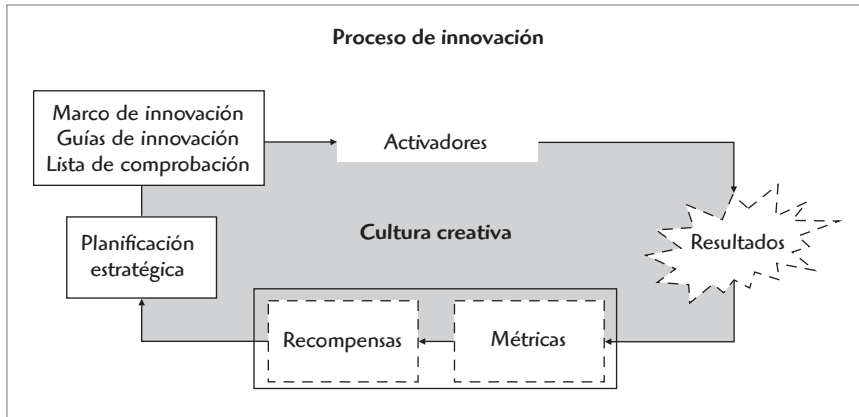 Proceso de innovación
Marco de innovación
Guías de innovación
Lista de comprobación
Activadores
Planificación
estratégica
Cultura creativa
Resultados
Recompensas
Métricas